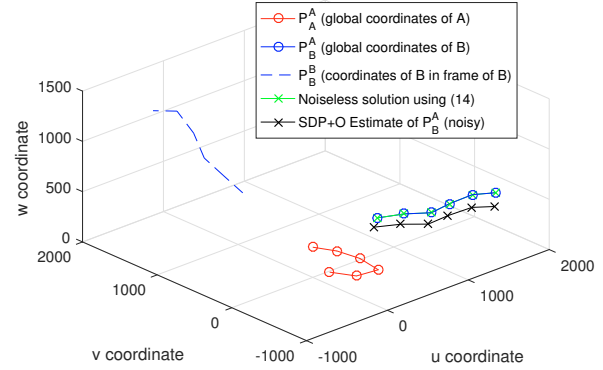 P_A^A (global coordinates of A)
P_B^A (global coordinates of B)
P_B^B (coordinates of B in frame of B)
Noiseless solution using (14)
SDP+O Estimate of P_B^A (noisy)
1500
1000
500
0
w coordinate
2000
1000
0
-1000
v coordinate
-1000
0
1000
2000
u coordinate